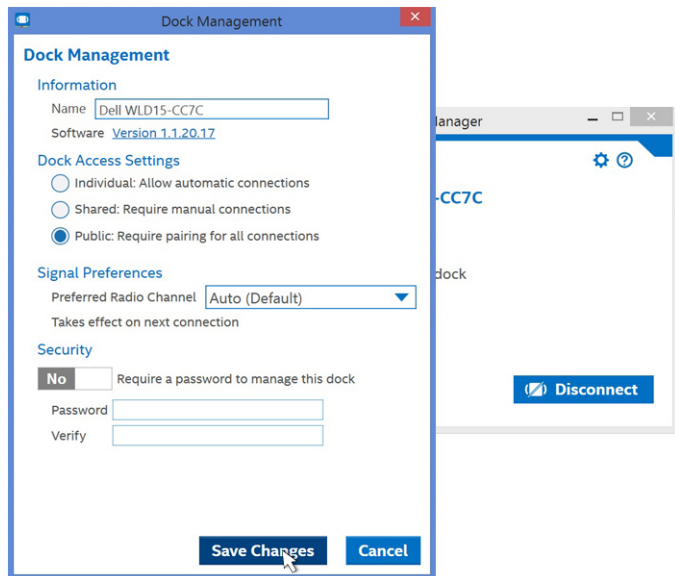 Dock Management
Dock Management
Information
Name Dell WLD15-CC7C
Software Version 1.1.20.17
Dock Access Settings
Individual: Allow automatic connections
Shared: Require manual connections
Public: Require pairing for all connections
Signal Preferences
Preferred Radio Channel Auto (Default)
Takes effect on next connection
Security
No Require a password to manage this dock
Password
Verify
Save Changes Cancel
anager
-CC7C
dock
Disconnect